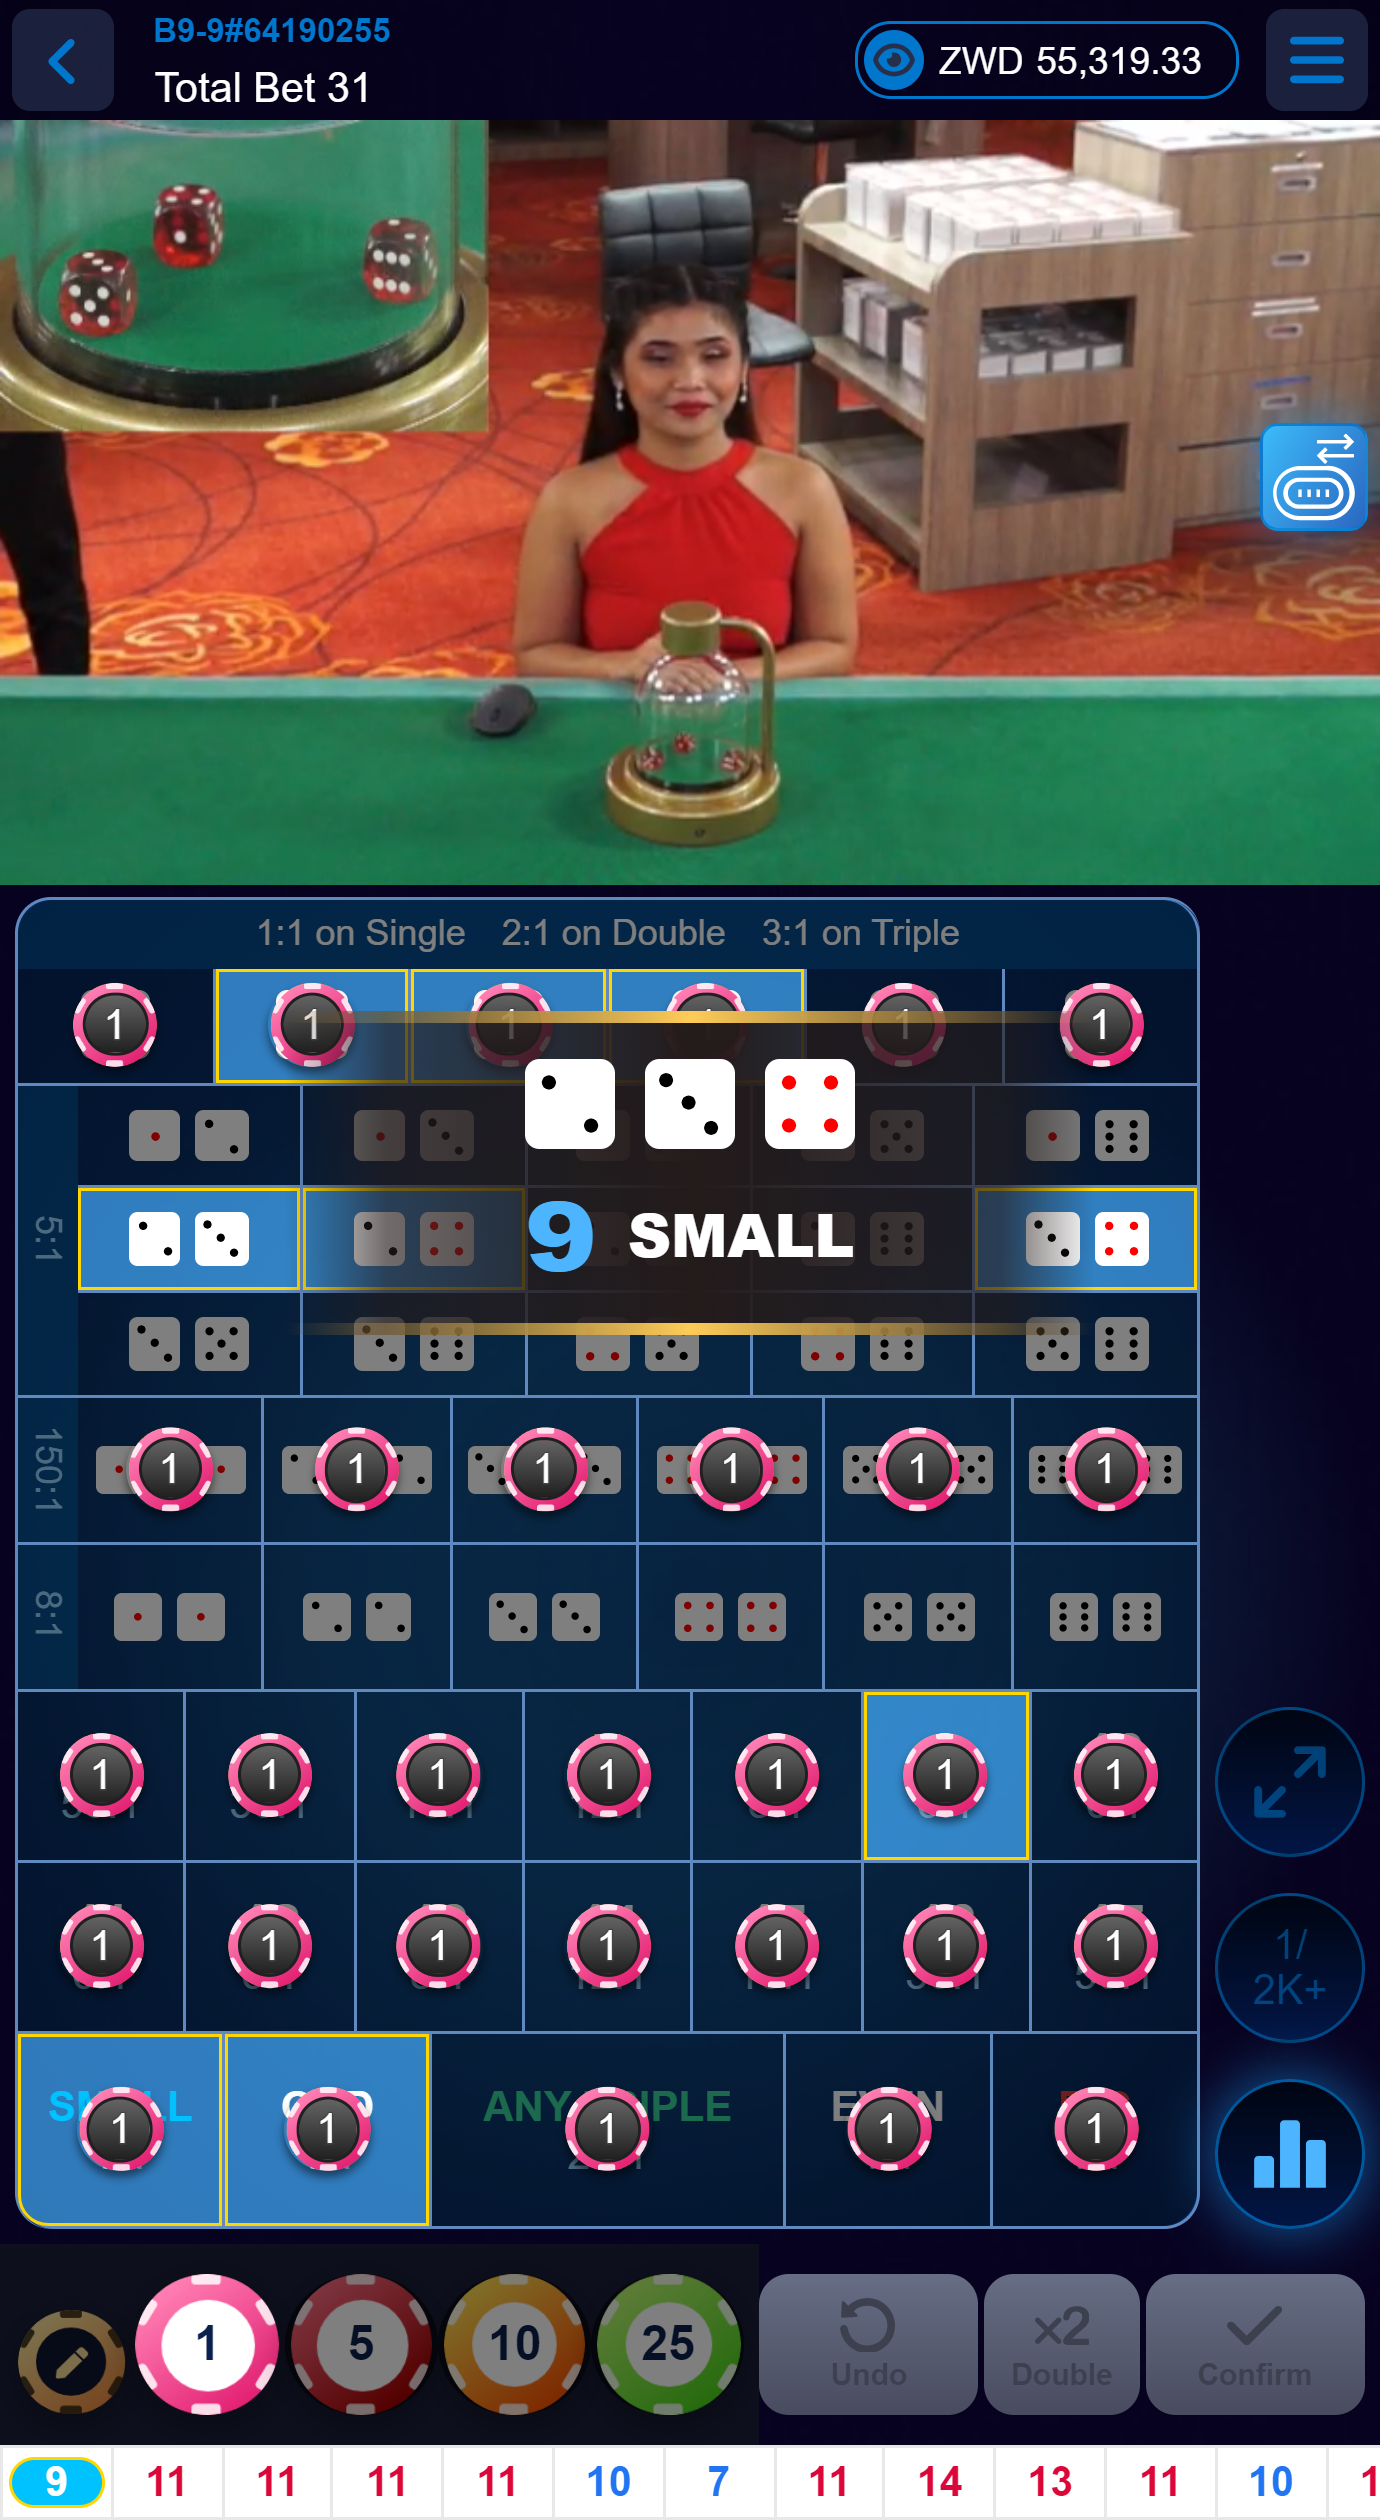 B9-9#64190255
Total Bet 31
ZWD 55,319.33
1:1 on Single 2:1 on Double 3:1 on Triple
1 1 1 1 1
5:1
9 SMALL
150:1
1 1 1 1 1 1
8:1
1 1 1 1 1 1 1
1 1 1 1 1 1 1
1/
2K+
1 1 1 1 1
1 5 10 25
Undo
x2
Double
Confirm
9 11 11 11 11 10 7 11 14 13 11 10